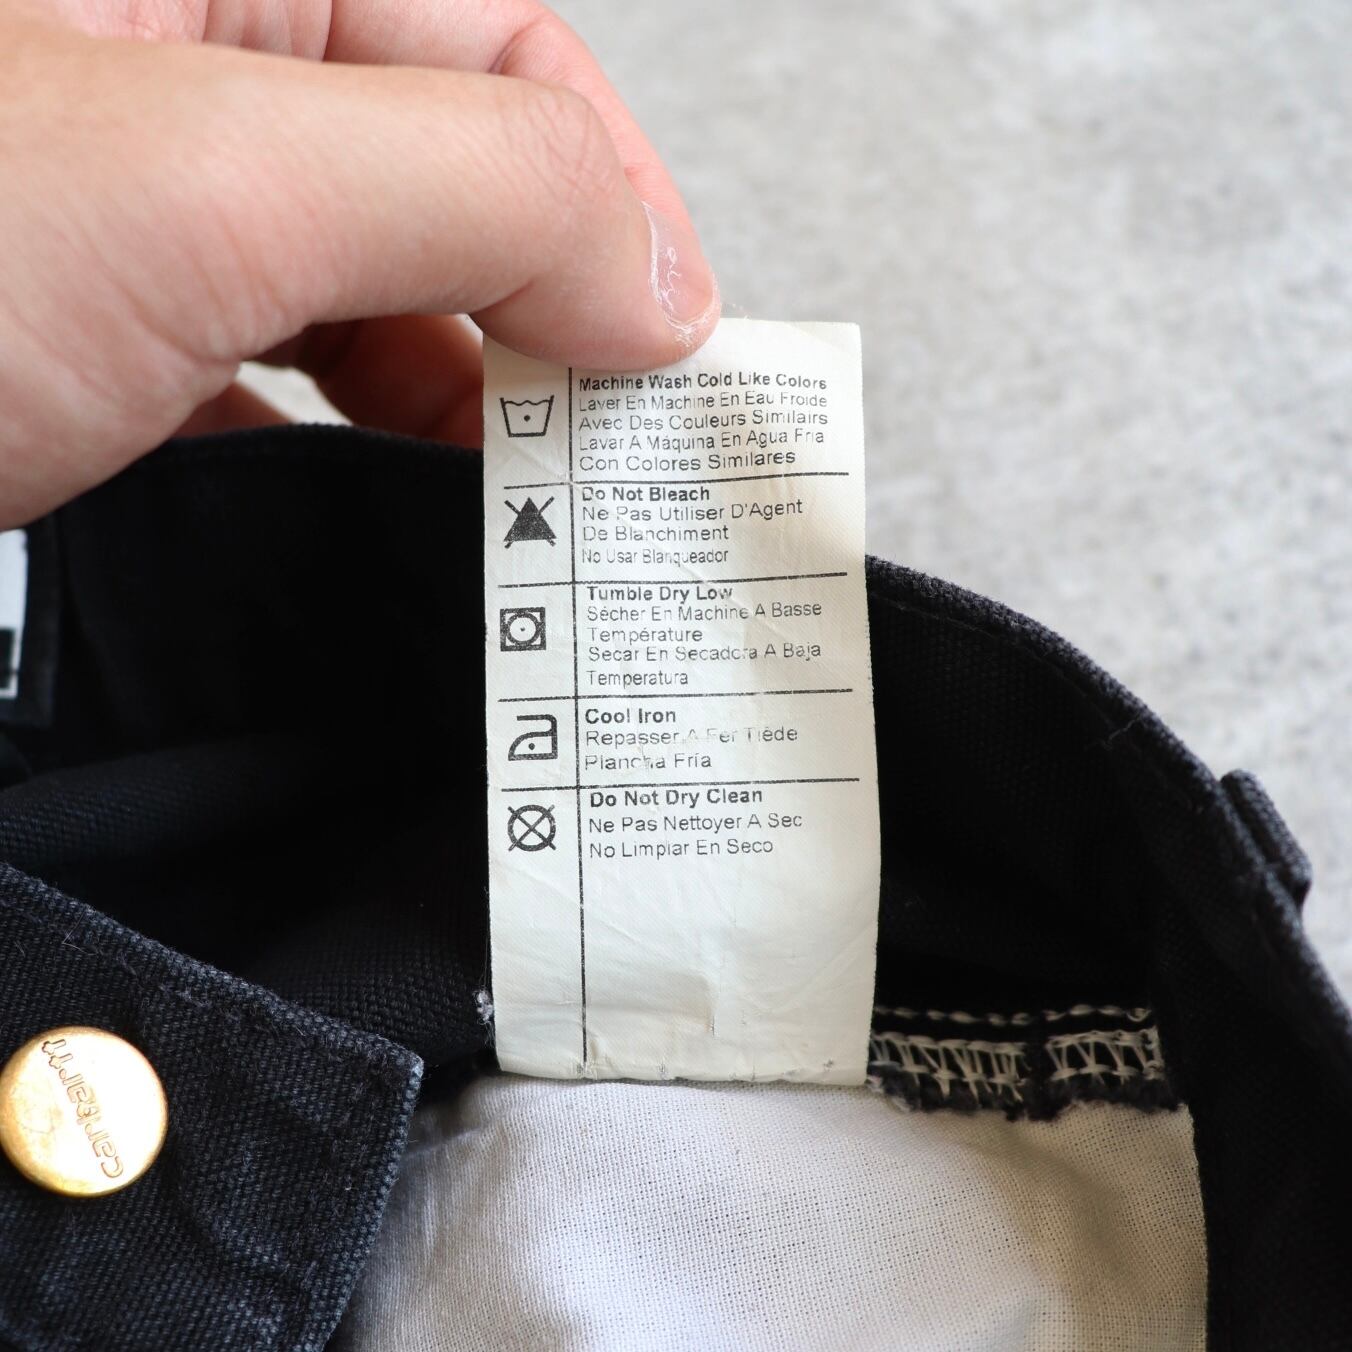 Machine Wash Cold Like Colors
Laver En Machine En Eau Froide
Avec Des Couleurs Similairs
Lavar A Máquina En Agua Fria
Con Colores Similares
Do Not Bleach
Ne Pas Utiliser D'Agent
De Blanchiment
No Usar Blanqueador
Tumble Dry Low
Sécher En Machine A Basse
Température
Secar En Secadora A Baja
Temperatura
Cool Iron
Repasser A Fer Tiède
Plancha Fría
Do Not Dry Clean
Ne Pas Nettoyer A Sec
No Limpiar En Seco
carhartt